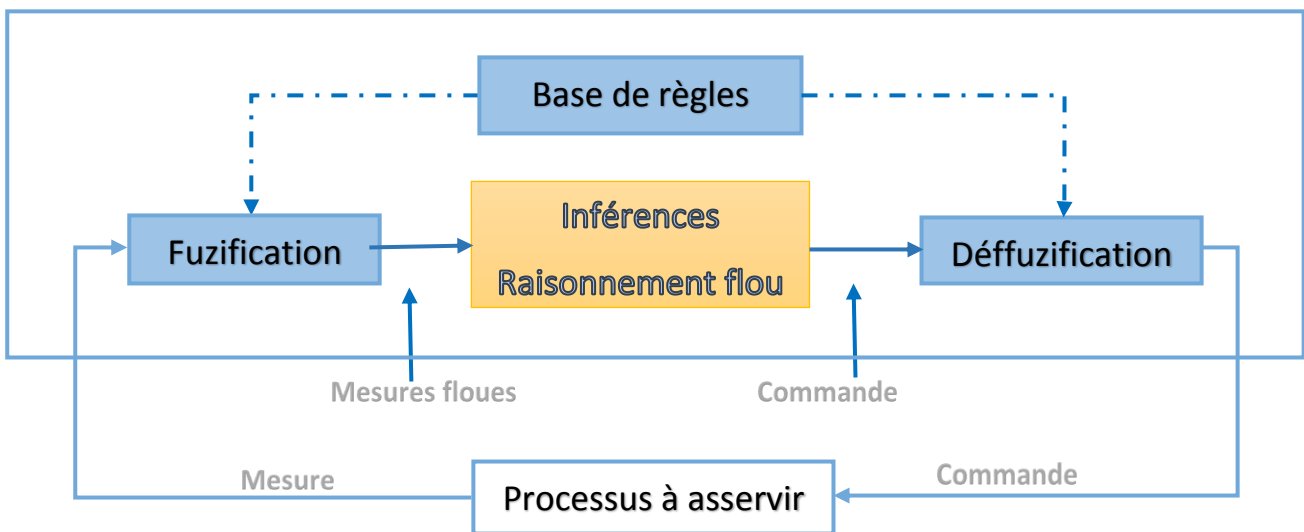 Base de règles
Inférences
Fuzification
Déffuzification
Raisonnement flou
Mesures floues
Commande
Mesure
Commande
Processus à asservir